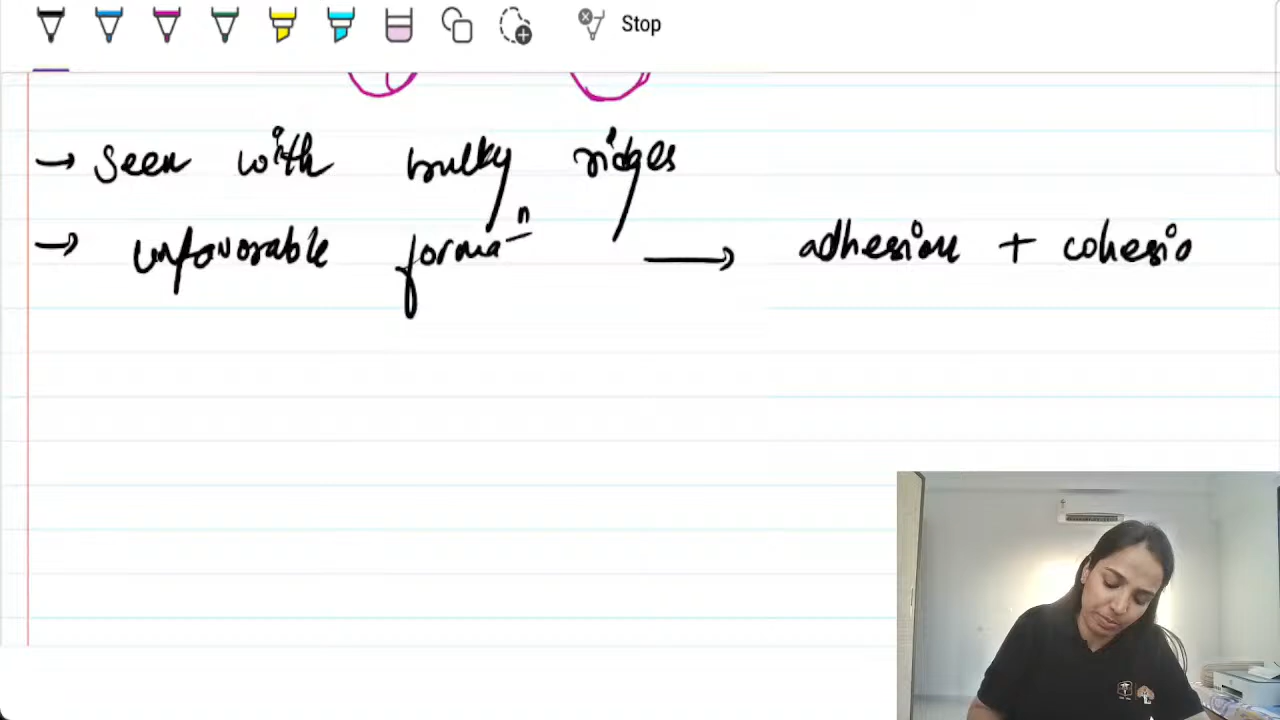 Stop
→ seen with bulky ridges
→ unfavorable formaⁿ → adhesion + cohesio